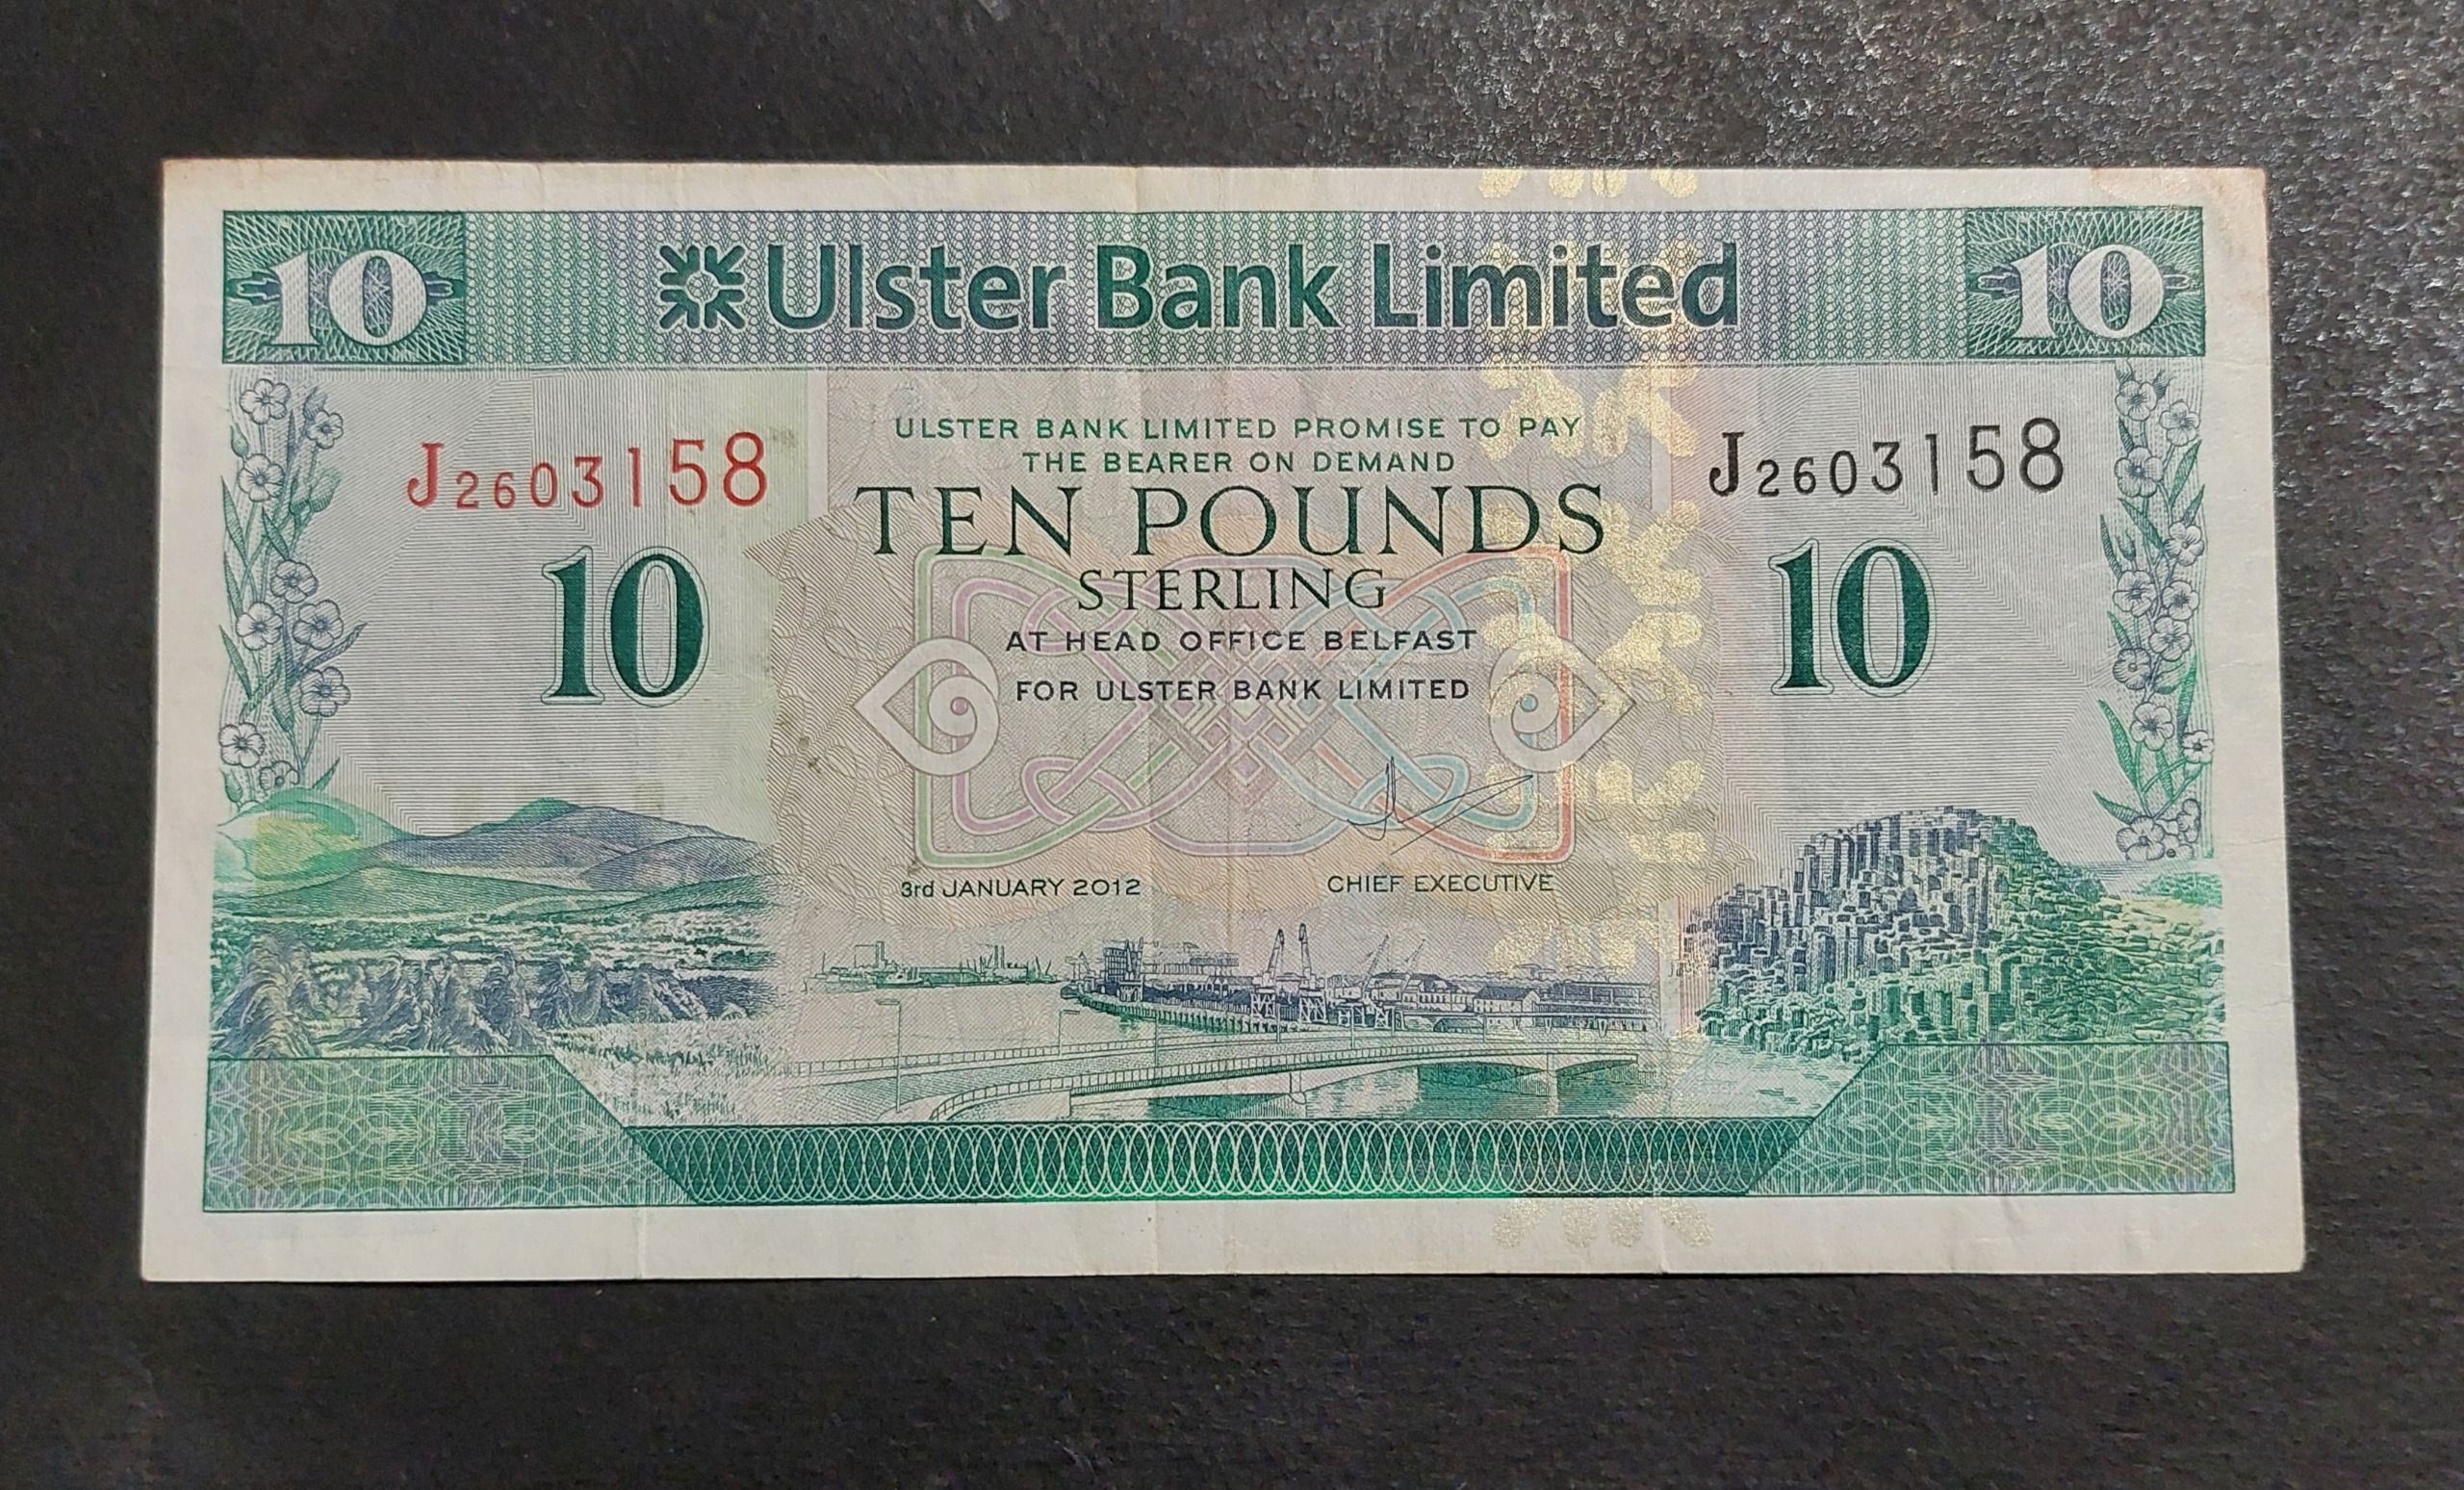 10 Ulster Bank Limited 10
ULSTER BANK LIMITED PROMISE TO PAY
THE BEARER ON DEMAND
J2603158 J2603158
TEN POUNDS
STERLING
10 10
AT HEAD OFFICE BELFAST
FOR ULSTER BANK LIMITED
3rd JANUARY 2012 CHIEF EXECUTIVE